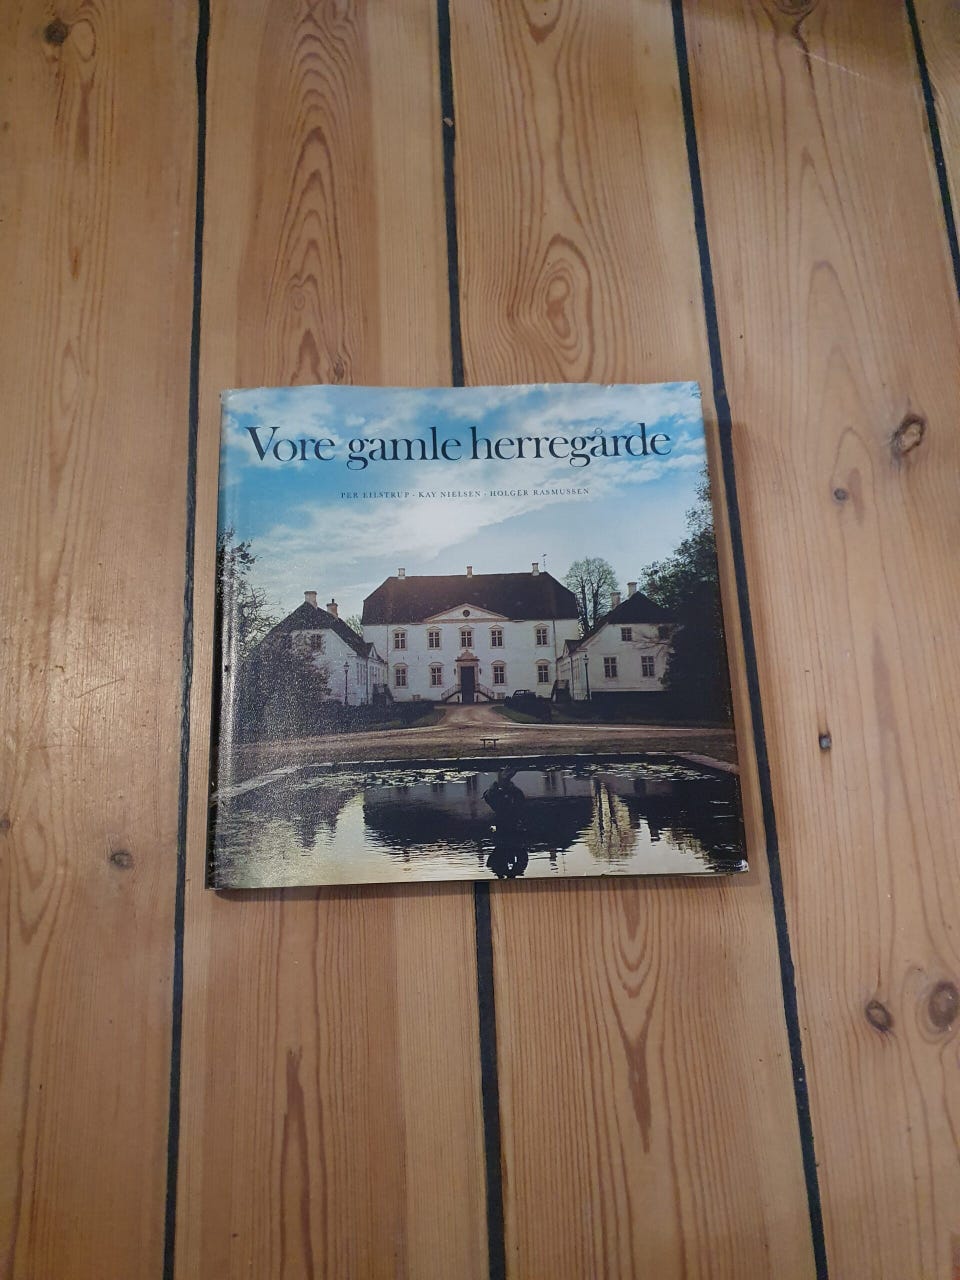 Vore gamle herregårde
PER EILSTRUP · KAY NIELSEN · HOLGER RASMUSSEN